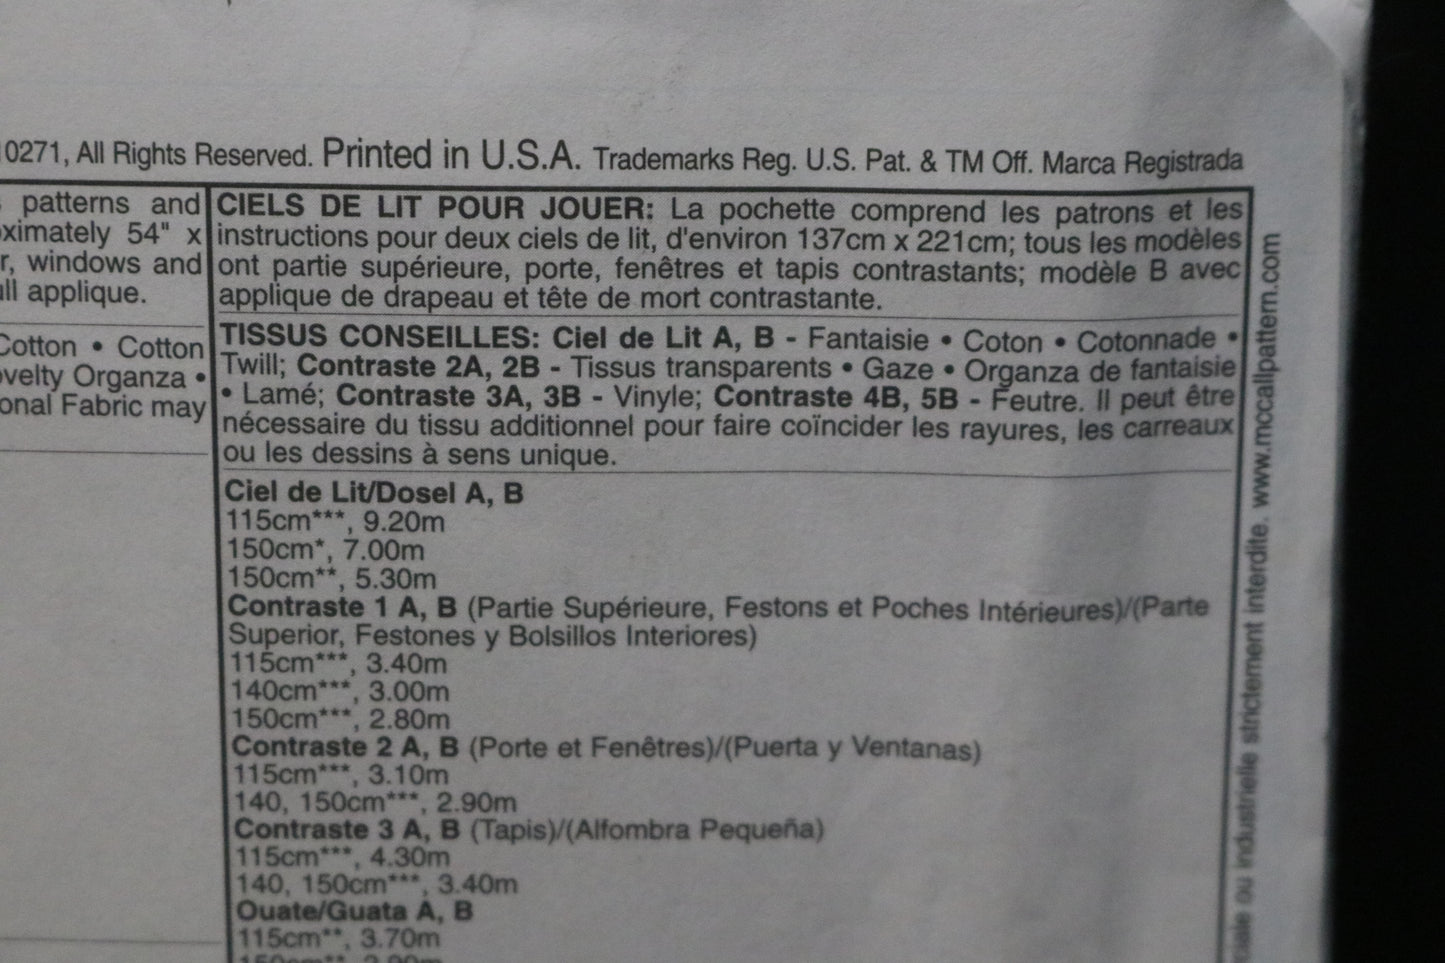 10271, All Rights Reserved. Printed in U.S.A. Trademarks Reg. U.S. Pat. & TM Off. Marca Registrada
patterns and
54" x
windows and
applique.
Cotton • Cotton
Organza •
Fabric may
CIELS DE LIT POUR JOUER: La pochette comprend les patrons et les
instructions pour deux ciels de lit, d'environ 137cm x 221cm; tous les modèles
ont partie supérieure, porte, fenêtres et tapis contrastants; modèle B avec
applique de drapeau et tête de mort contrastante.
TISSUS CONSEILLES: Ciel de Lit A, B - Fantaisie • Coton • Cotonnade •
Twill; Contraste 2A, 2B - Tissus transparents • Gaze • Organza de fantaisie
• Lamé; Contraste 3A, 3B - Vinyle; Contraste 4B, 5B - Feutre. Il peut être
nécessaire du tissu additionnel pour faire coïncider les rayures, les carreaux
ou les dessins à sens unique.
Ciel de Lit/Dosel A, B
115cm***, 9.20m
150cm*, 7.00m
150cm**, 5.30m
Contraste 1 A, B (Partie Supérieure, Festons et Poches Intérieures)/(Parte
Superior, Festones y Bolsillos Interiores)
115cm***, 3.40m
140cm***, 3.00m
150cm***, 2.80m
Contraste 2 A, B (Porte et Fenêtres)/(Puerta y Ventanas)
115cm***, 3.10m
140, 150cm***, 2.90m
Contraste 3 A, B (Tapis)/(Alfombra Pequeña)
115cm***, 4.30m
140, 150cm***, 3.40m
Ouate/Guata A, B
115cm**, 3.70m
ou industrielle strictement interdite. www.mccallpattern.com